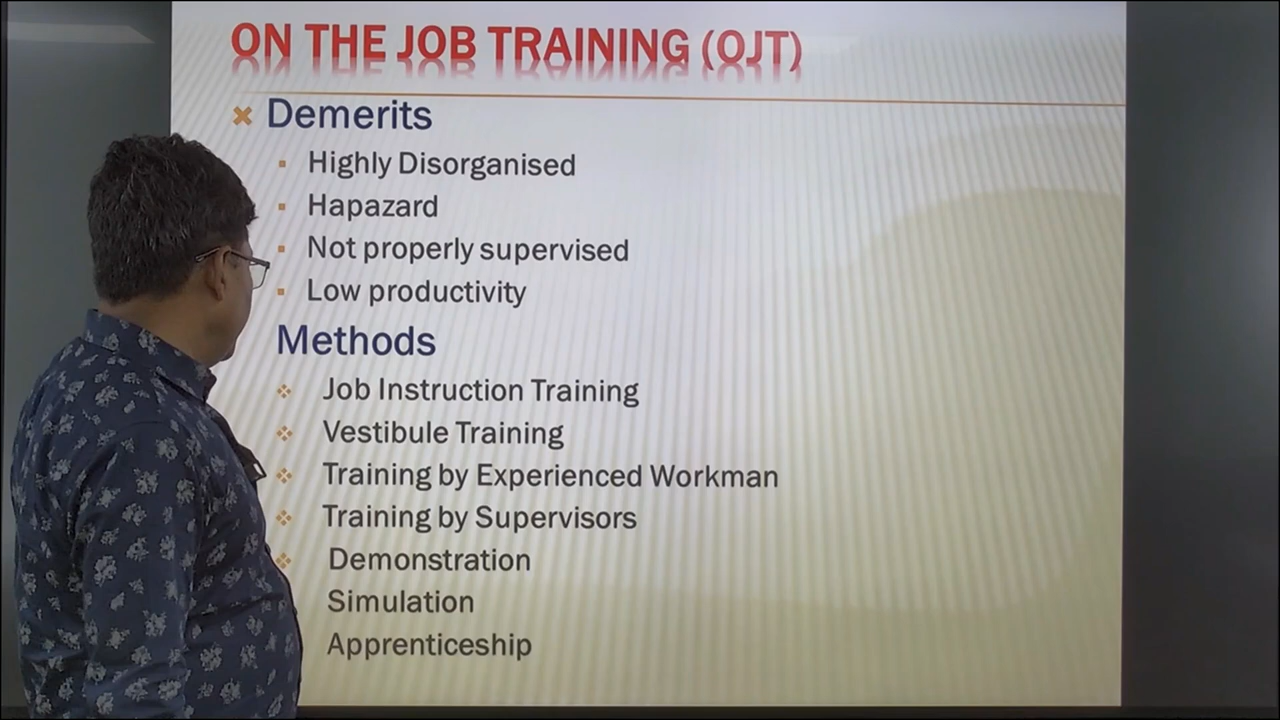 ON THE JOB TRAINING (OJT)
Demerits
Highly Disorganised
Hapazard
Not properly supervised
Low productivity
Methods
Job Instruction Training
Vestibule Training
Training by Experienced Workman
Training by Supervisors
Demonstration
Simulation
Apprenticeship